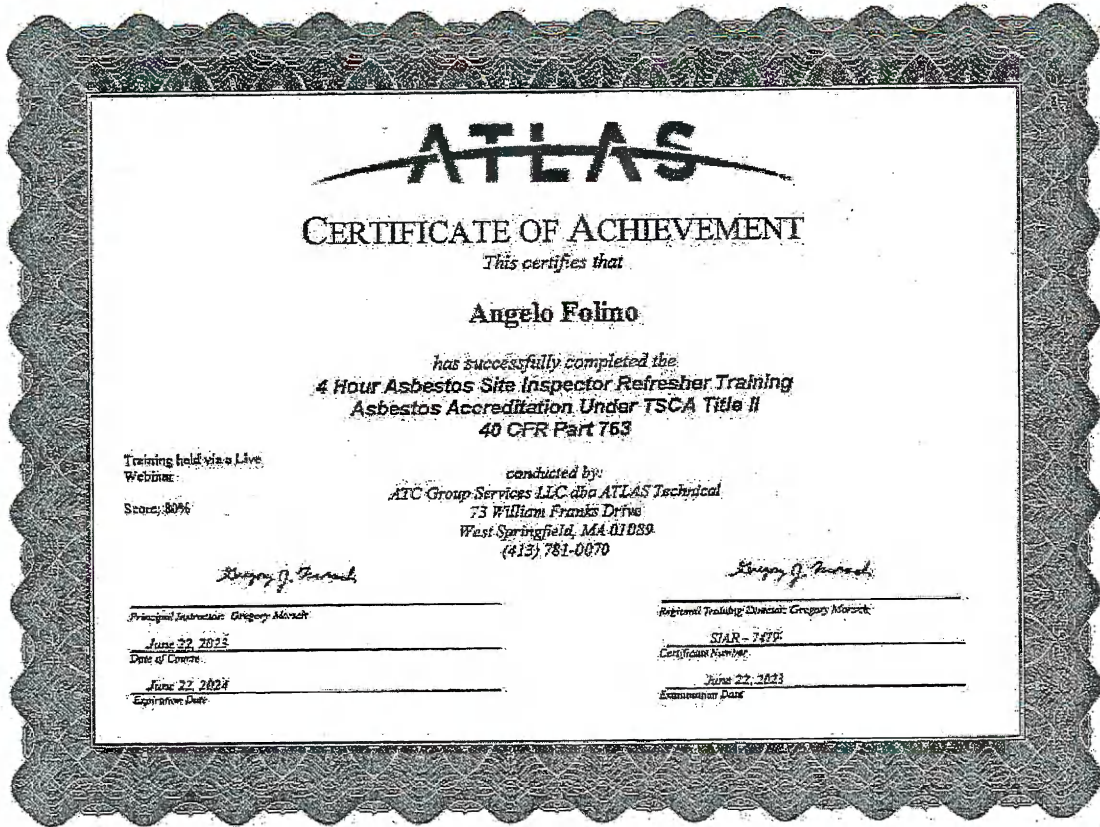 ATLAS
CERTIFICATE OF ACHIEVEMENT
This certifies that
Angelo Folino
has successfully completed the
4 Hour Asbestos Site Inspector Refresher Training
Asbestos Accreditation Under TSCA Title II
40 CFR Part 763
Training held via a Live
Webinar
Score: 80%
conducted by:
ATC Group Services LLC dba ATLAS Technical
73 William Franks Drive
West Springfield, MA 01089
(413) 781-0070
Principal Instructor: Gregory Morsch
June 22, 2023
Date of Course
June 22, 2024
Expiration Date
Regional Training Director: Gregory Morsch
SIAR – 7479
Certificate Number
June 22, 2023
Examination Date